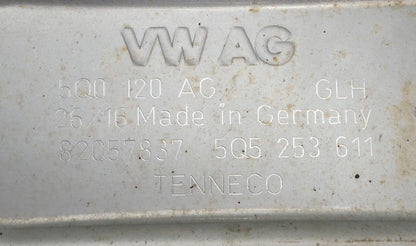 VW AG
5Q0 120 AG GLH
26/16 Made in Germany
82057837 5Q5 253 611
TENNECO